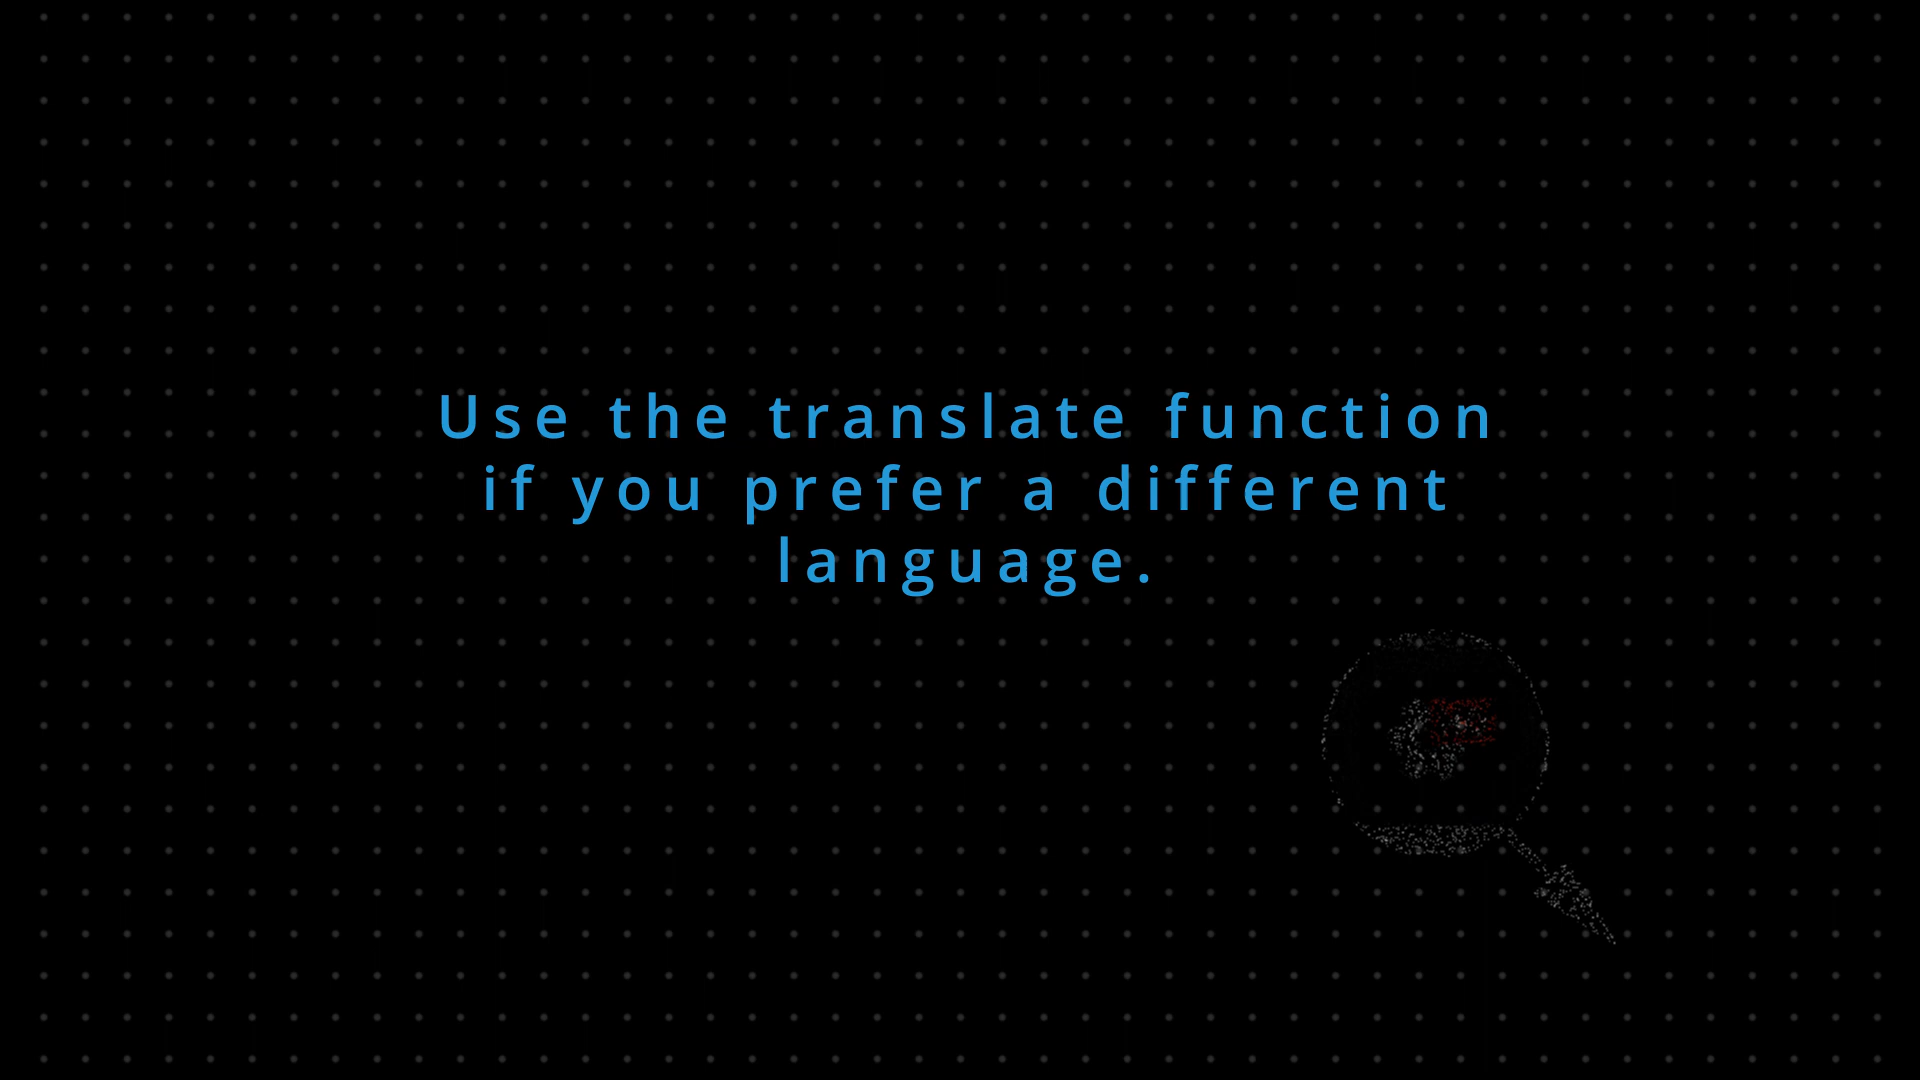 Use the translate function
if you prefer a different
language.